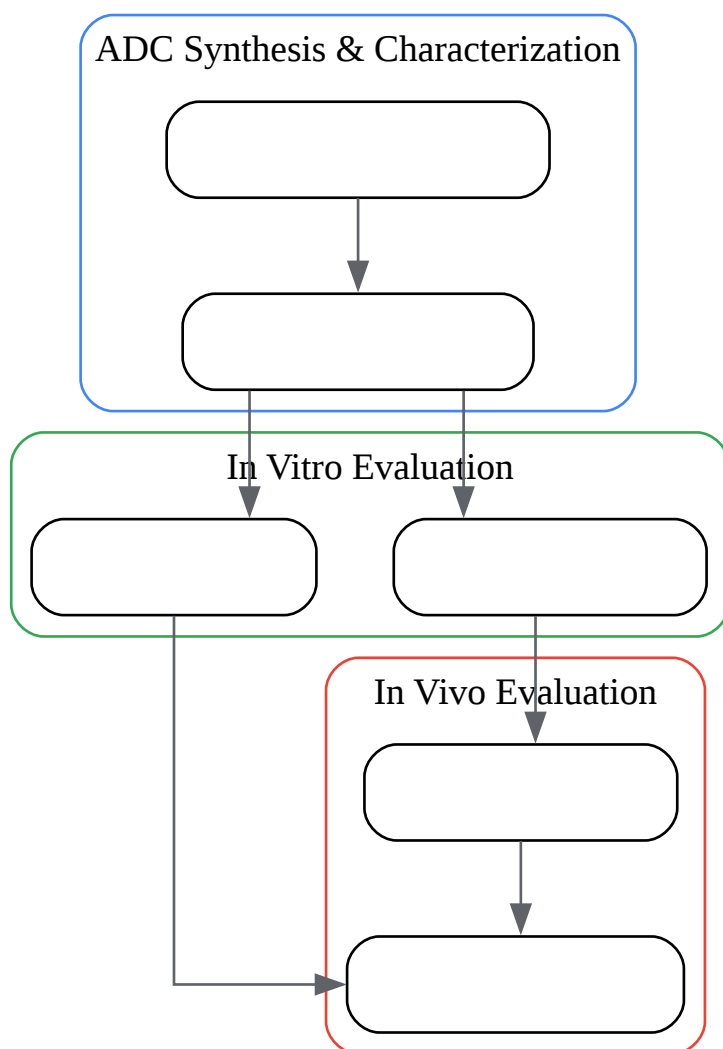 ADC Synthesis & Characterization
In Vitro Evaluation
In Vivo Evaluation